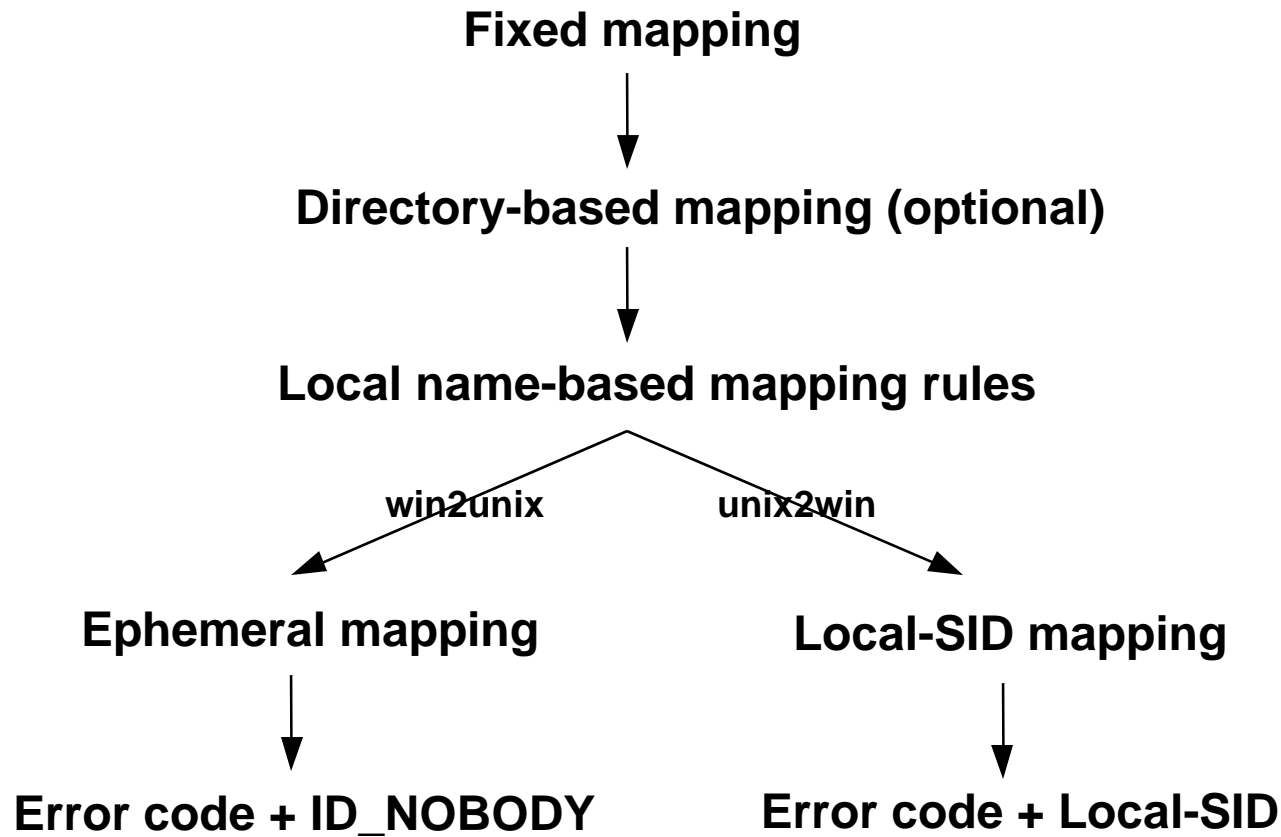 Fixed mapping
Directory-based mapping (optional)
Local name-based mapping rules
win2unix
unix2win
Ephemeral mapping
Local-SID mapping
Error code + ID_NOBODY
Error code + Local-SID